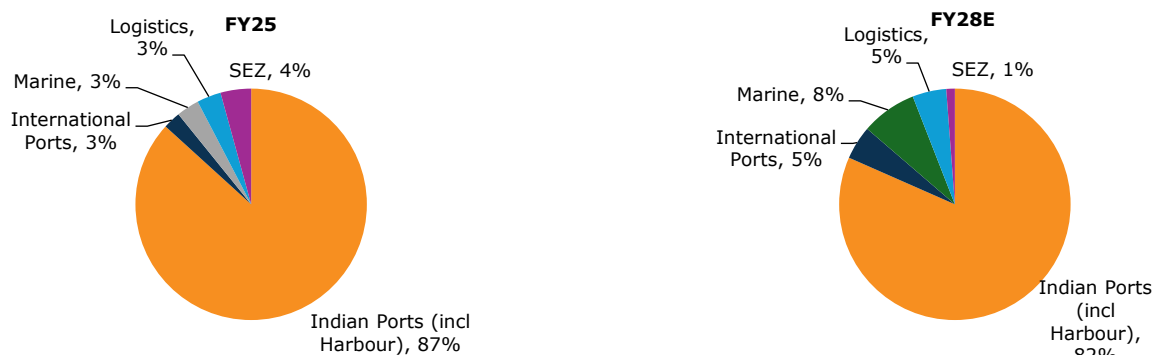 FY25
Logistics,
3%
SEZ, 4%
Marine, 3%
International
Ports, 3%
Indian Ports (incl
Harbour), 87%
FY28E
Logistics,
5%
SEZ, 1%
Marine, 8%
International
Ports, 5%
Indian Ports
(incl
Harbour),